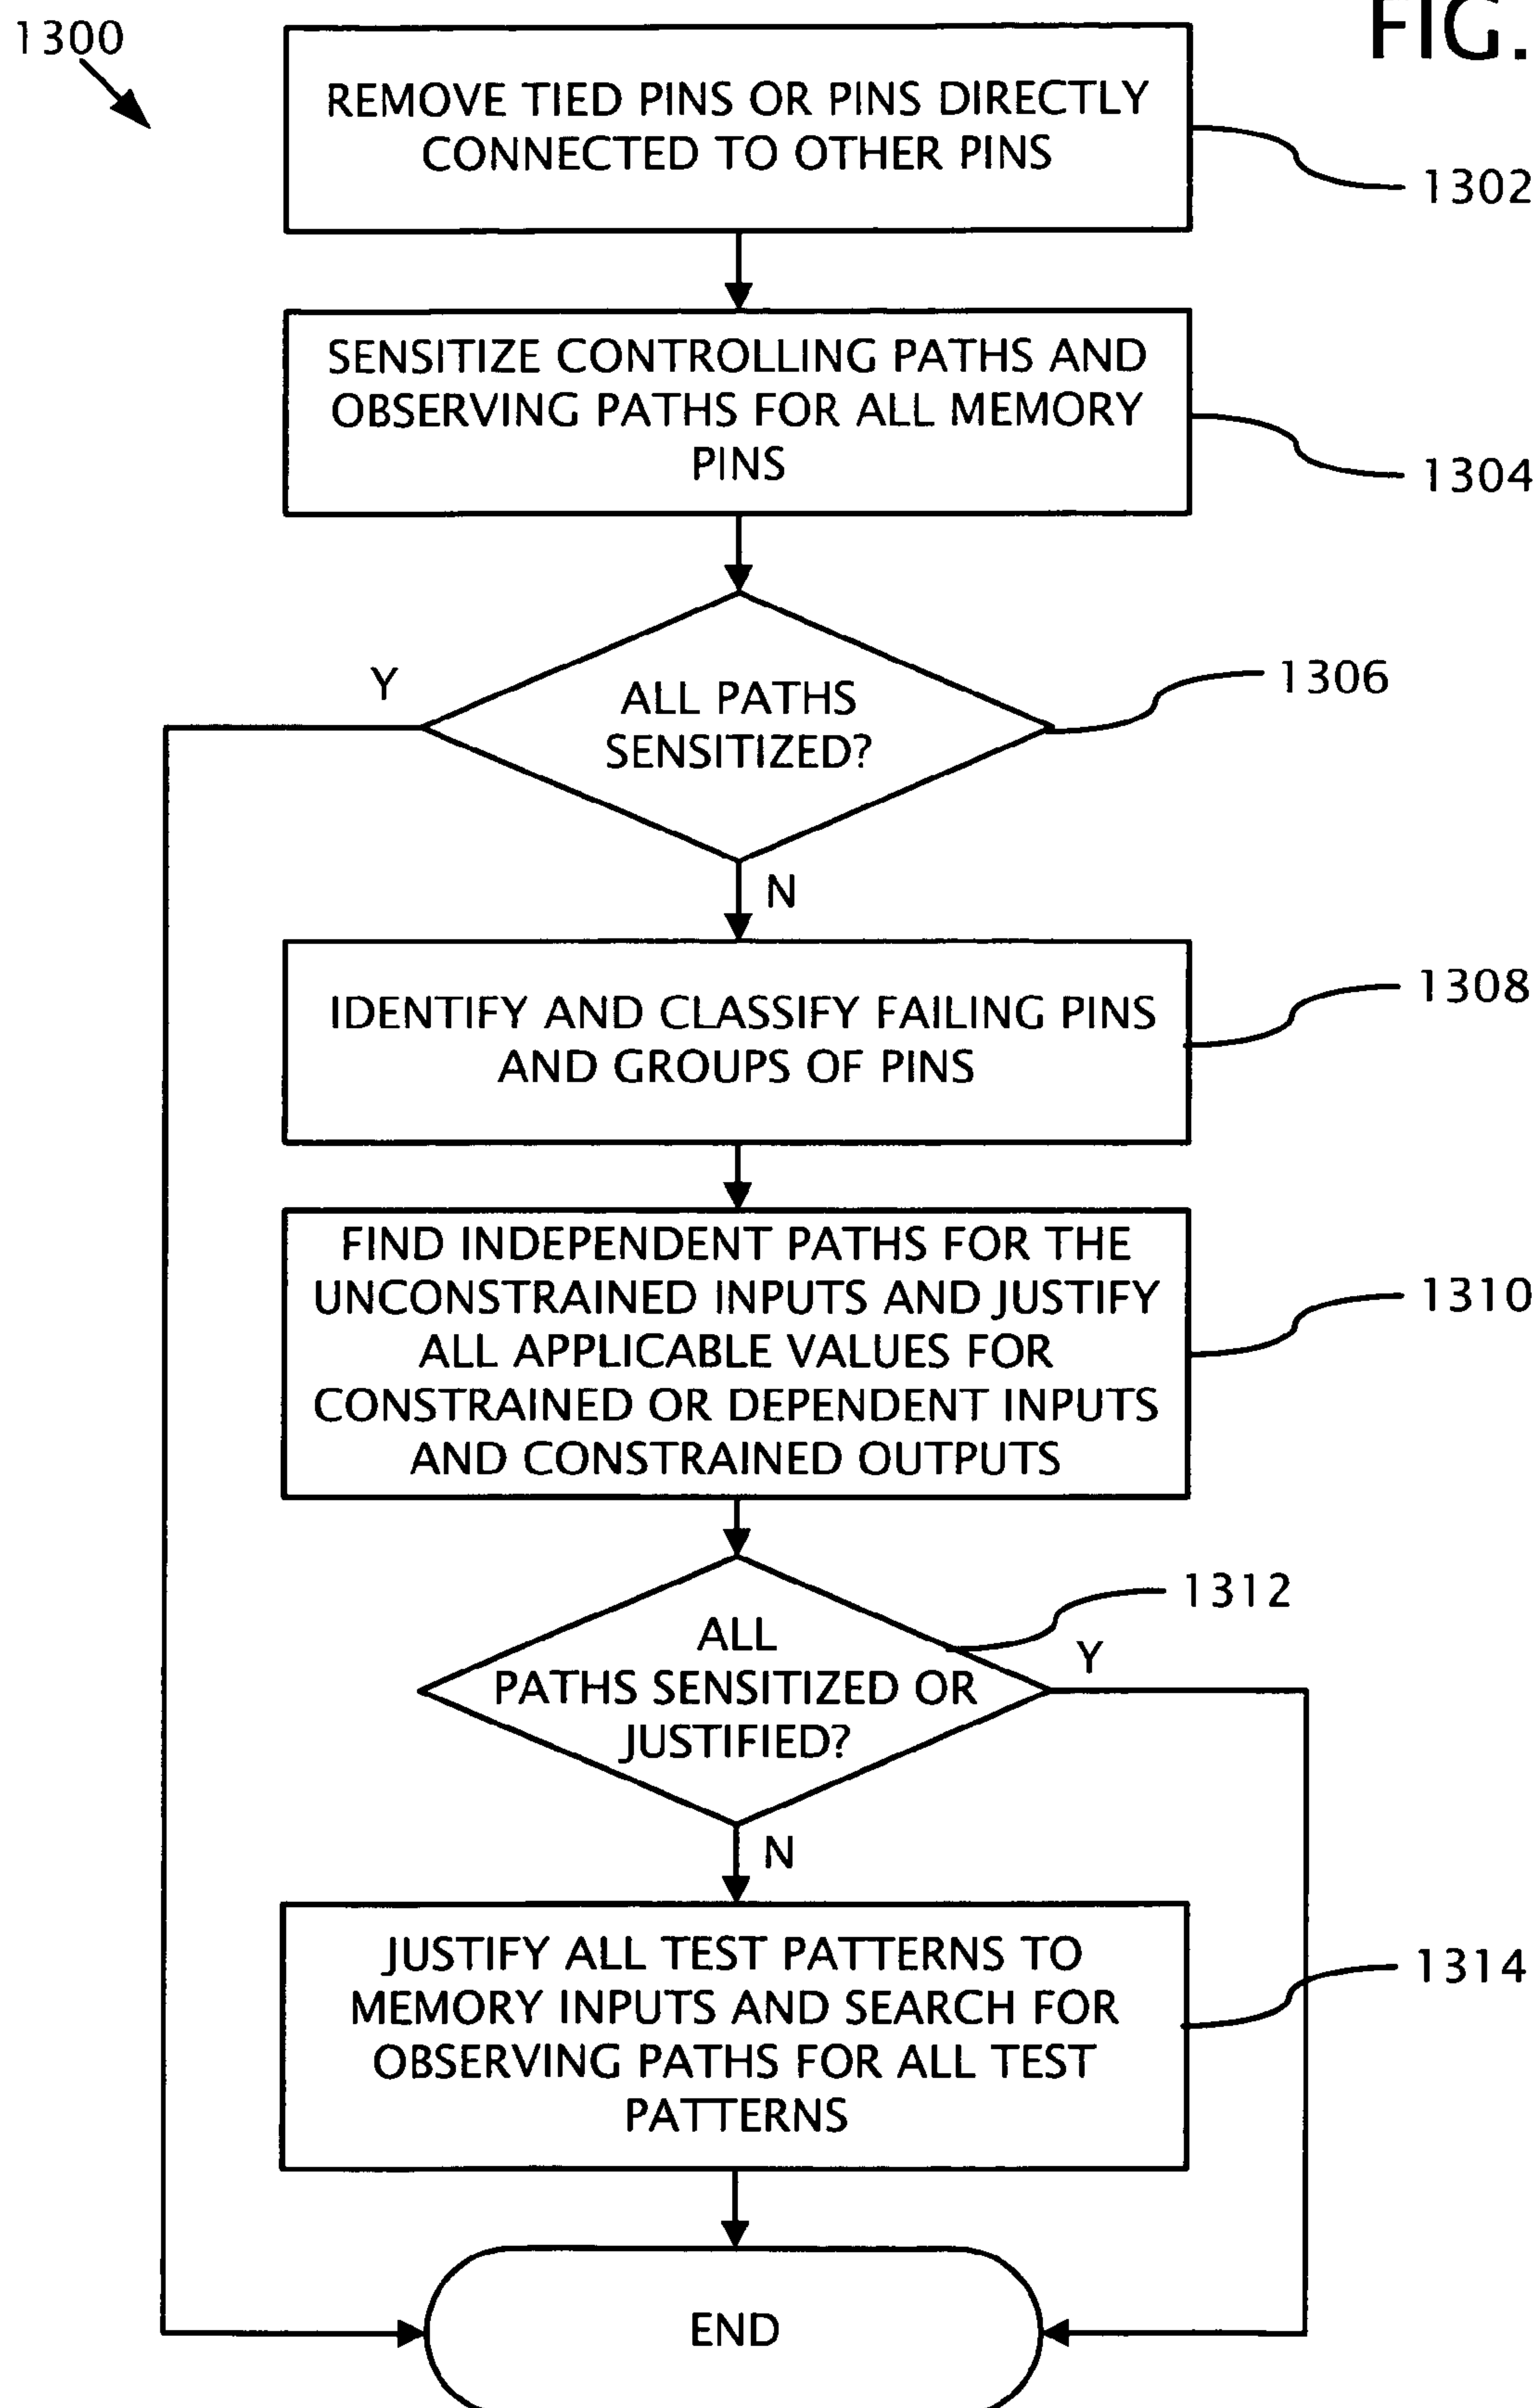 1300
FIG.
REMOVE TIED PINS OR PINS DIRECTLY
CONNECTED TO OTHER PINS
1302
SENSITIZE CONTROLLING PATHS AND
OBSERVING PATHS FOR ALL MEMORY
PINS
1304
Y
ALL PATHS
SENSITIZED?
1306
N
IDENTIFY AND CLASSIFY FAILING PINS
AND GROUPS OF PINS
1308
FIND INDEPENDENT PATHS FOR THE
UNCONSTRAINED INPUTS AND JUSTIFY
ALL APPLICABLE VALUES FOR
CONSTRAINED OR DEPENDENT INPUTS
AND CONSTRAINED OUTPUTS
1310
1312
ALL
PATHS SENSITIZED OR
JUSTIFIED?
Y
N
JUSTIFY ALL TEST PATTERNS TO
MEMORY INPUTS AND SEARCH FOR
OBSERVING PATHS FOR ALL TEST
PATTERNS
1314
END